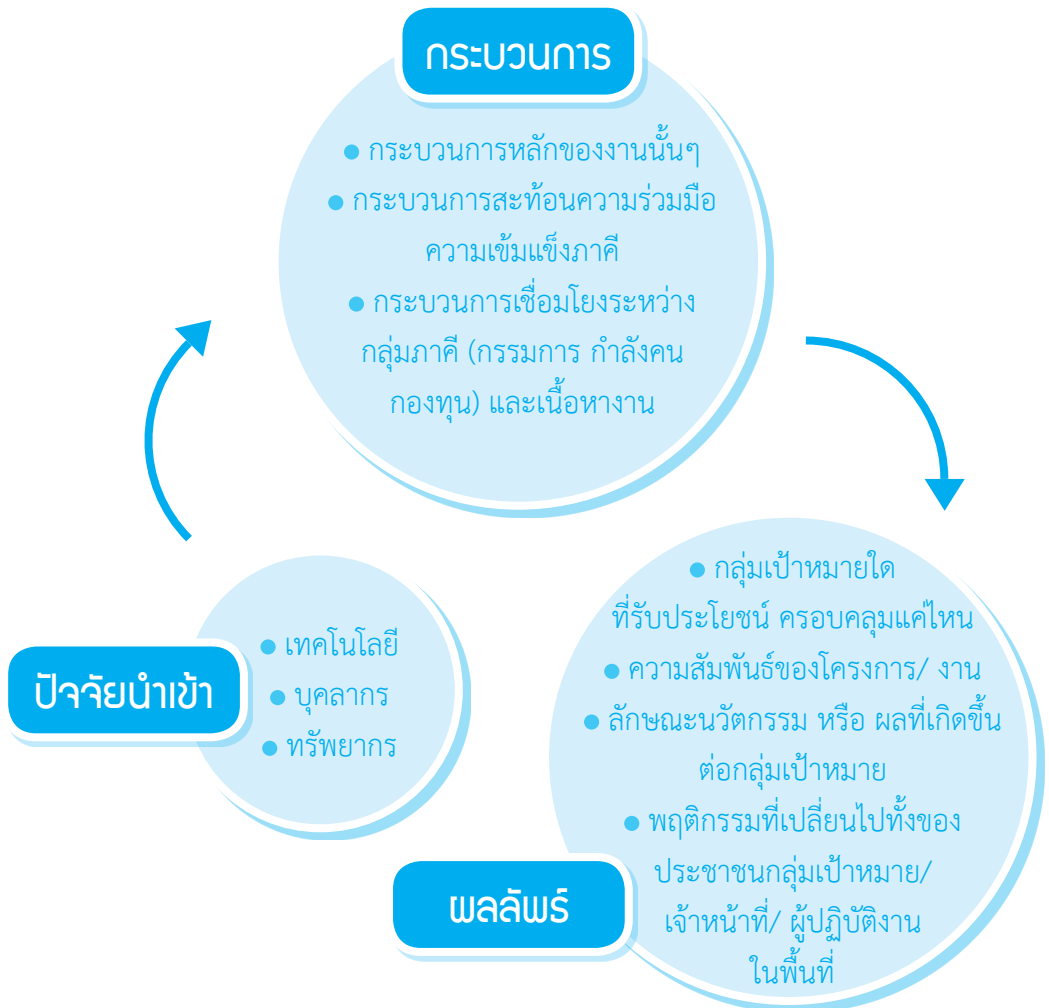 กระบวนการ
● กระบวนการหลักของงานนั้นๆ
● กระบวนการสะท้อนความร่วมมือ
ความเข้มแข็งภาคี
● กระบวนการเชื่อมโยงระหว่าง
กลุ่มภาคี (กรรมการ กำลังคน
กองทุน) และเนื้อหางาน
ปัจจัยนำเข้า
● เทคโนโลยี
● บุคลากร
● ทรัพยากร
● กลุ่มเป้าหมายใด
ที่รับประโยชน์ ครอบคลุมแค่ไหน
● ความสัมพันธ์ของโครงการ/ งาน
● ลักษณะนวัตกรรม หรือ ผลที่เกิดขึ้น
ต่อกลุ่มเป้าหมาย
● พฤติกรรมที่เปลี่ยนไปทั้งของ
ประชาชนกลุ่มเป้าหมาย/
เจ้าหน้าที่/ ผู้ปฏิบัติงาน
ในพื้นที่
ผลลัพธ์